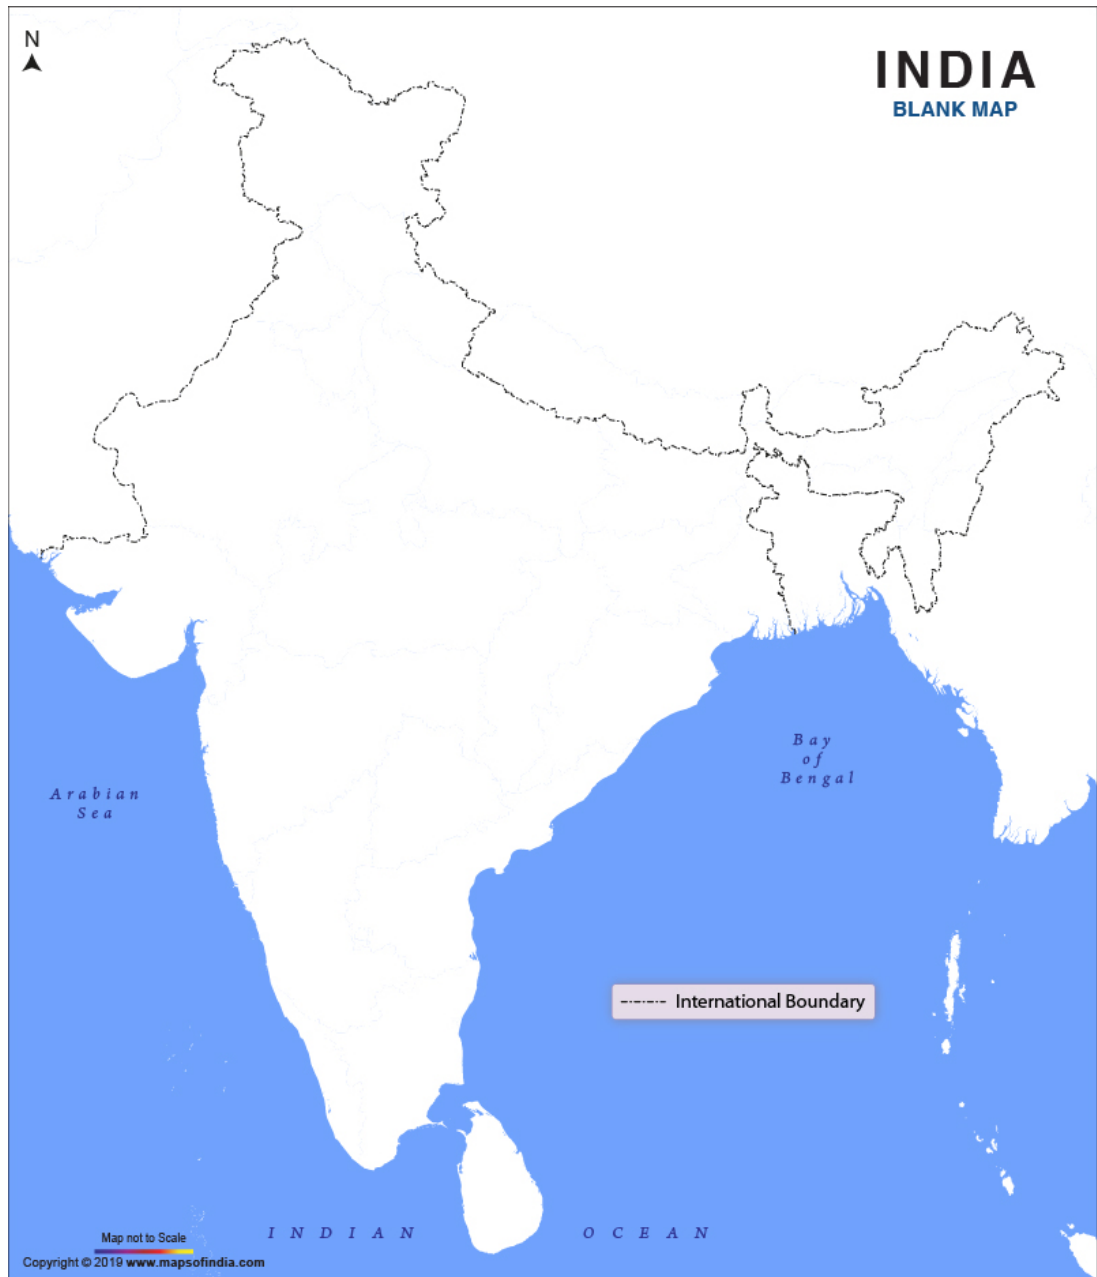 N
INDIA
BLANK MAP
Bay
of
Bengal
Arabian
Sea
International Boundary
INDIAN OCEAN
Map not to Scale
Copyright © 2019 www.mapsofindia.com